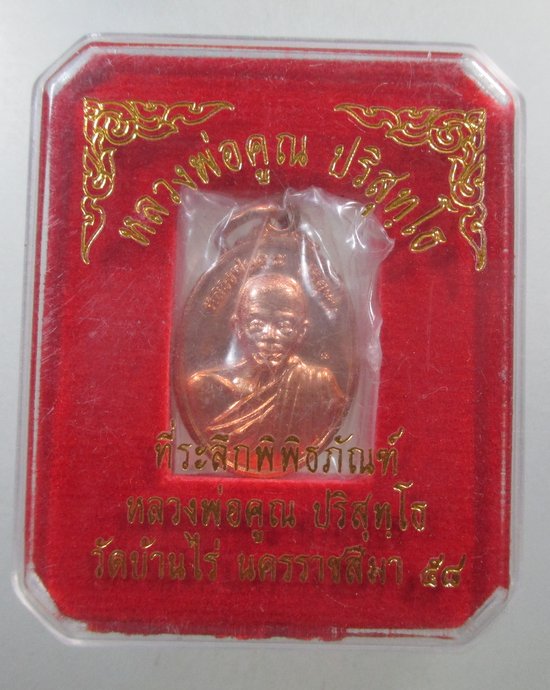 หลวงพ่อคูณ ปริสุทฺโธ
ที่ระลึกพิพิธภัณฑ์
หลวงพ่อคูณ ปริสุทฺโธ
วัดบ้านไร่ นครราชสีมา ๕๘